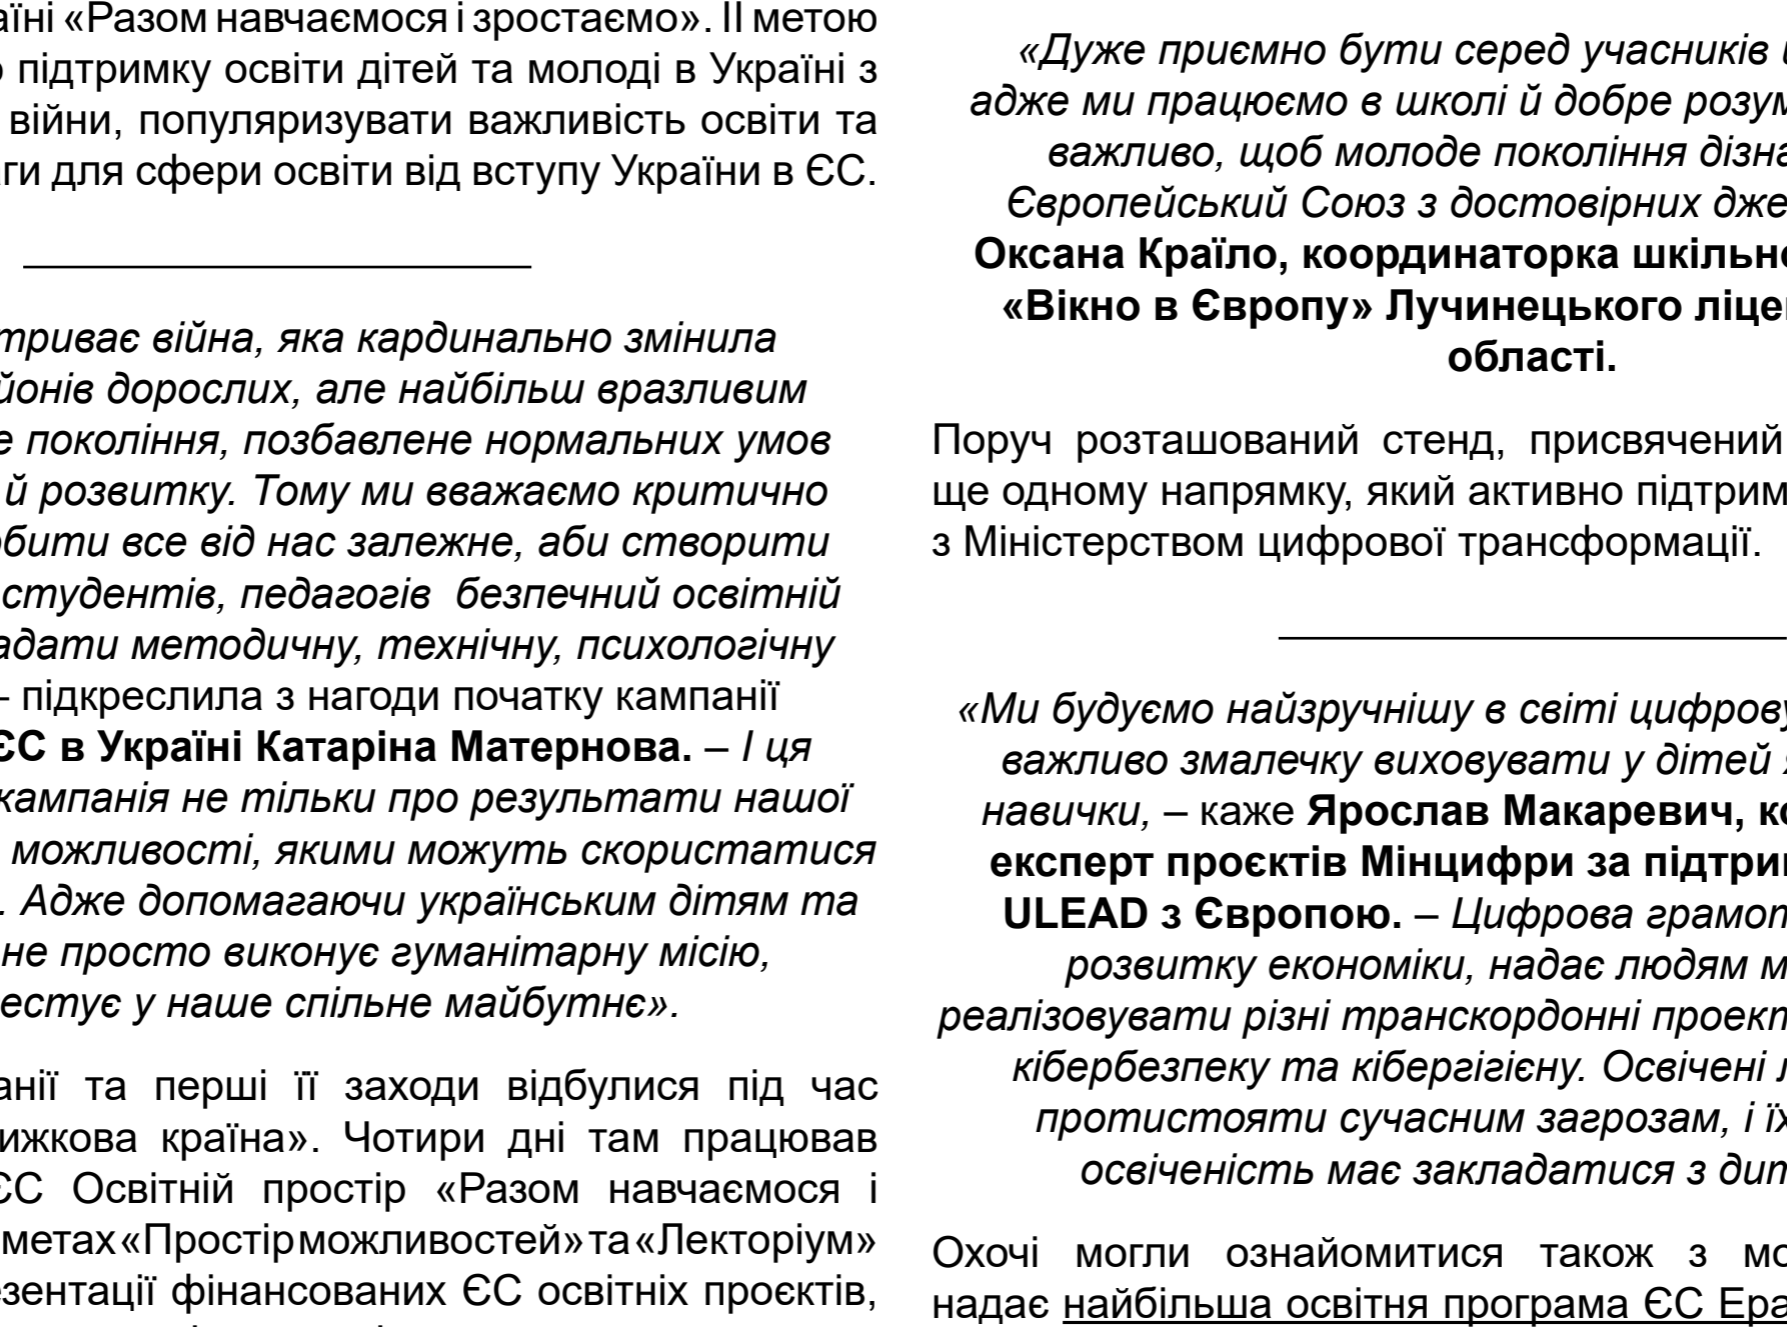 аїні «Разом навчаємося і зростаємо». ЇЇ метою
підтримку освіти дітей та молоді в Україні з
війни, популяризувати важливість освіти та
ги для сфери освіти від вступу України в ЄС.
триває війна, яка кардинально змінила
йонів дорослих, але найбільш вразливим
е покоління, позбавлене нормальних умов
й розвитку. Тому ми вважаємо критично
обити все від нас залежне, аби створити
студентів, педагогів безпечний освітній
адати методичну, технічну, психологічну
– підкреслила з нагоди початку кампанії
ЄС в Україні Катаріна Матернова. – І ця
кампанія не тільки про результати нашої
можливості, якими можуть скористатися
. Адже допомагаючи українським дітям та
не просто виконує гуманітарну місію,
естує у наше спільне майбутнє».
анії та перші її заходи відбулися під час
ижкова країна». Чотири дні там працював
ЄС Освітній простір «Разом навчаємося і
метах «Простір можливостей» та «Лекторіум»
езентації фінансованих ЄС освітніх проєктів,
«Дуже приємно бути серед учасників
адже ми працюємо в школі й добре розум
важливо, щоб молоде покоління дізна
Європейський Союз з достовірних дже
Оксана Країло, координаторка шкільно
«Вікно в Європу» Лучинецького ліце
області.
Поруч розташований стенд, присвячений
ще одному напрямку, який активно підтрим
з Міністерством цифрової трансформації.
«Ми будуємо найзручнішу в світі цифрову
важливо змалечку виховувати у дітей
навички, – каже Ярослав Макаревич, ко
експерт проєктів Мінцифри за підтри
ULEAD з Європою. – Цифрова грамот
розвитку економіки, надає людям м
реалізовувати різні транскордонні проект
кібербезпеку та кібергігієну. Освічені л
протистояти сучасним загрозам, і їх
освіченість має закладатися з дит
Охочі могли ознайомитися також з мо
надає найбільша освітня програма ЄС Ера